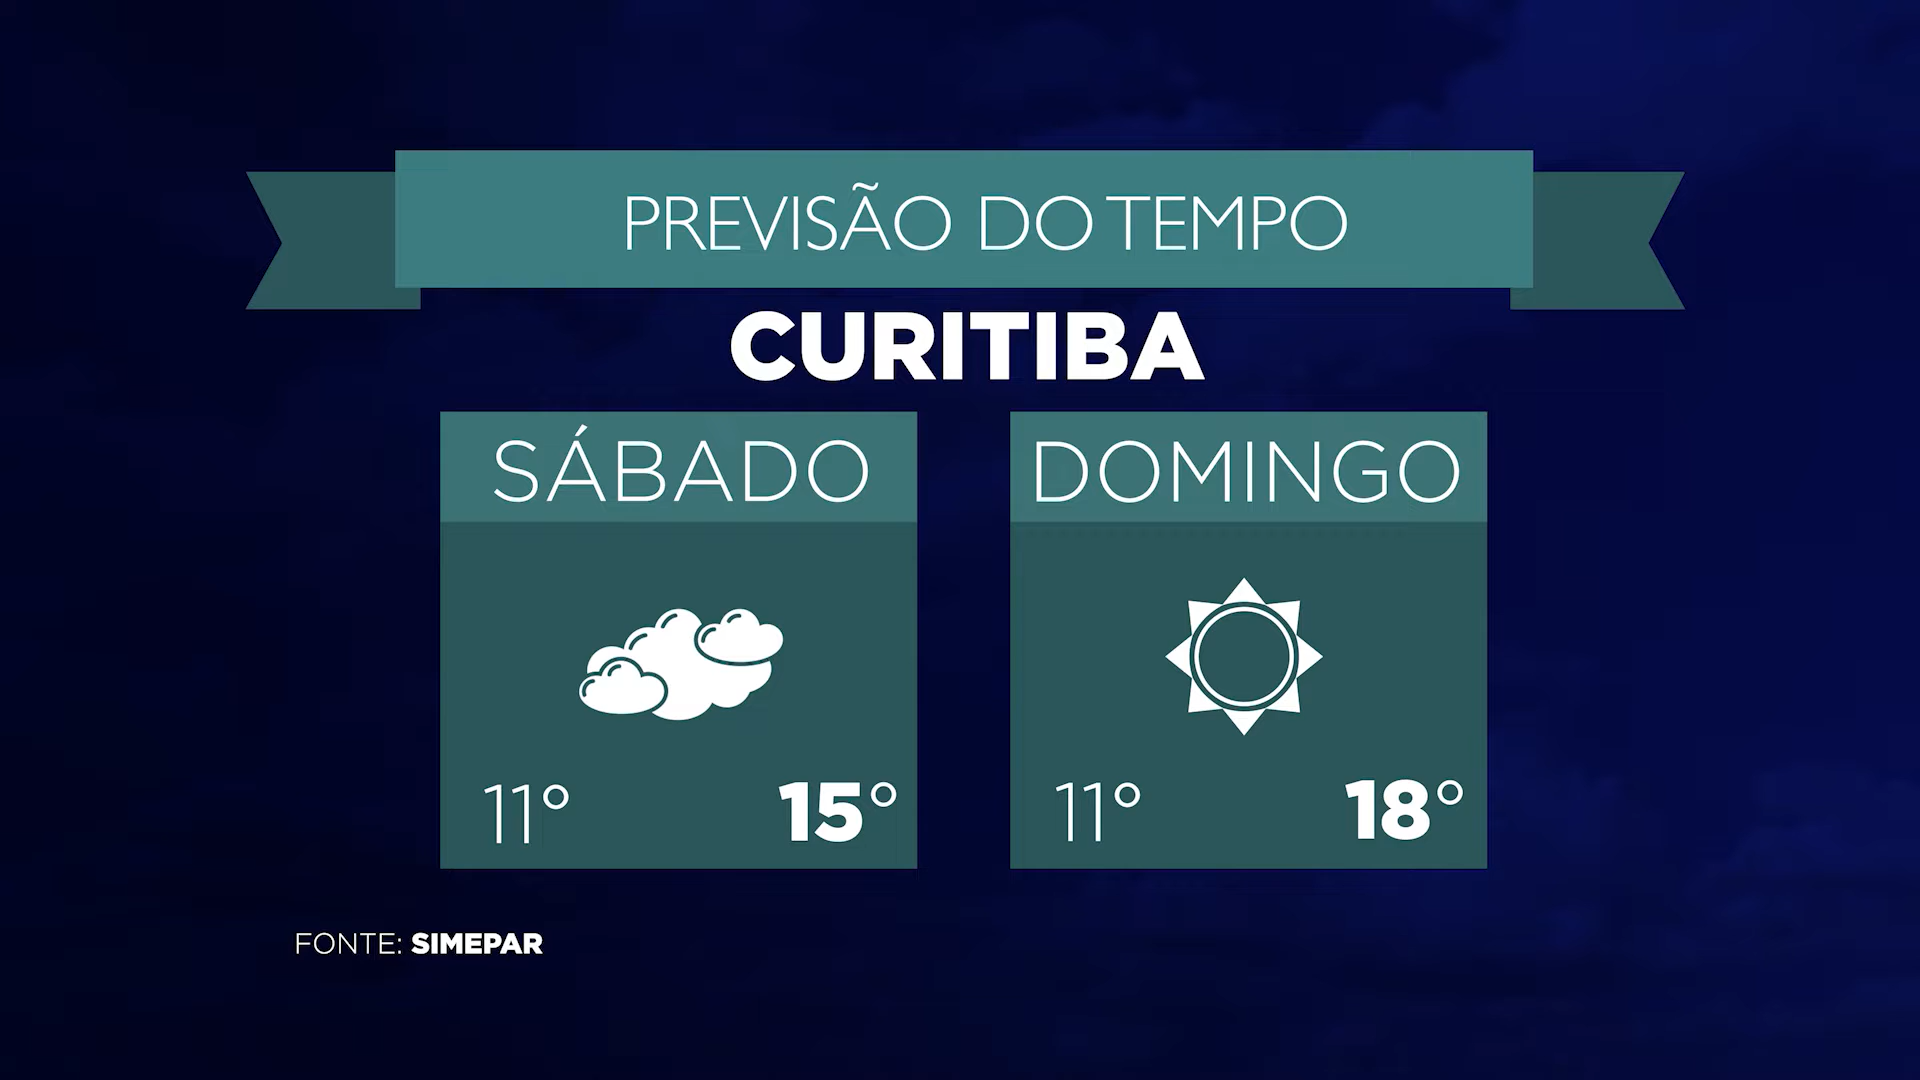 PREVISÃO DO TEMPO
CURITIBA
SÁBADO
11° 15°
DOMINGO
11° 18°
FONTE: SIMEPAR